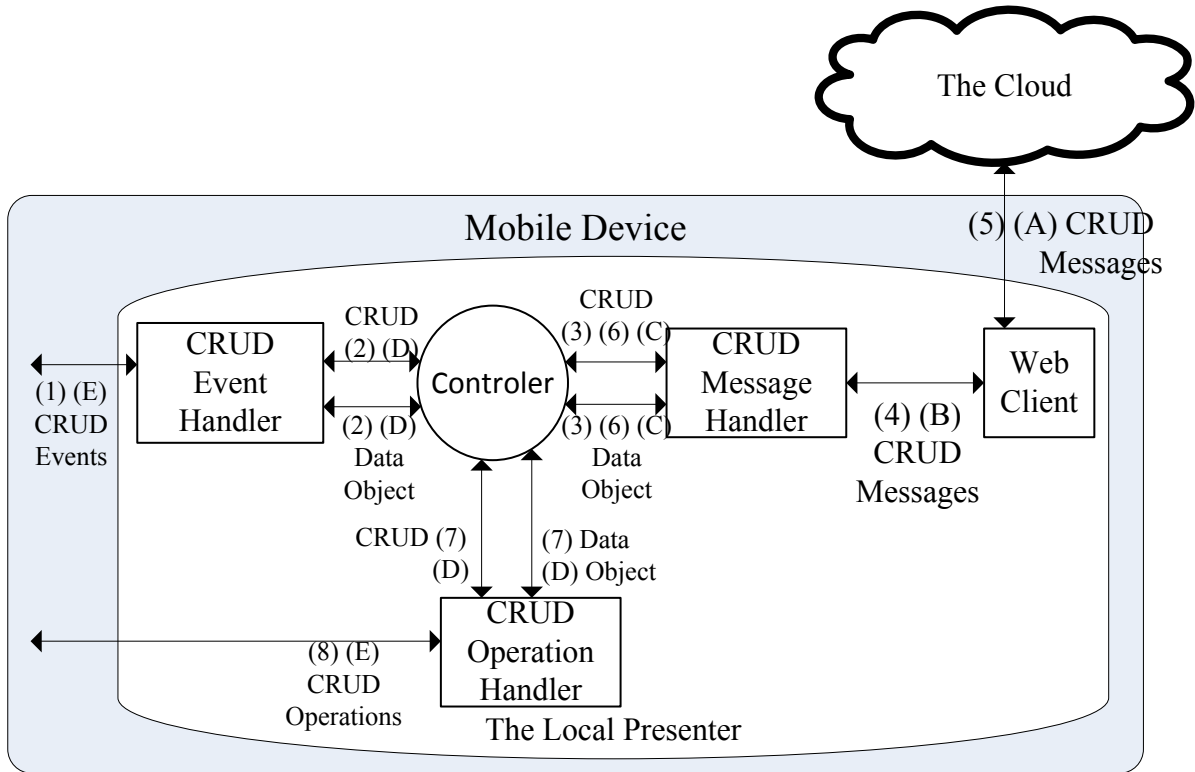 The Cloud
Mobile Device
(5) (A) CRUD
Messages
CRUD
Event
Handler
(1) (E)
CRUD
Events
CRUD
(2) (D)
(2) (D)
Data
Object
Controler
CRUD
(3) (6) (C)
(3) (6) (C)
Data
Object
CRUD
Message
Handler
(4) (B)
CRUD
Messages
Web
Client
CRUD (7)
(D)
(7) Data
(D) Object
CRUD
Operation
Handler
(8) (E)
CRUD
Operations
The Local Presenter